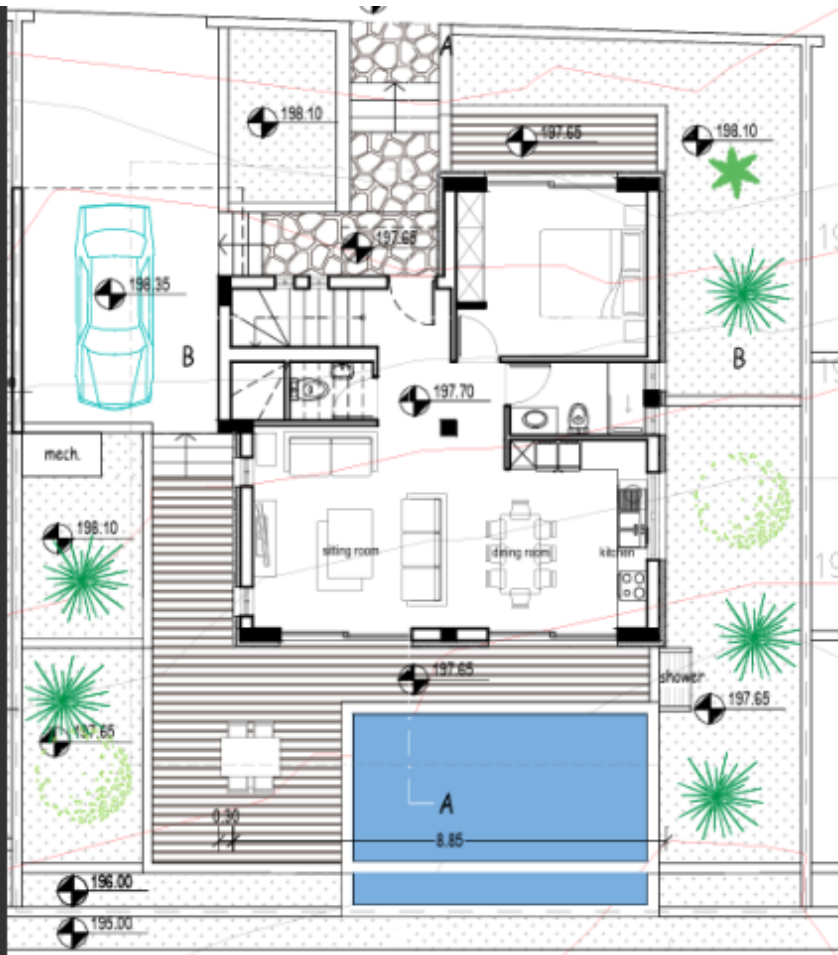 A
198.10
197.65
198.10
197.65
198.35
B
B
197.70
mech.
198.10
sitting room
dining room
kitchen
197.65
shower
197.65
197.65
A
0.30
8.85
196.00
195.00